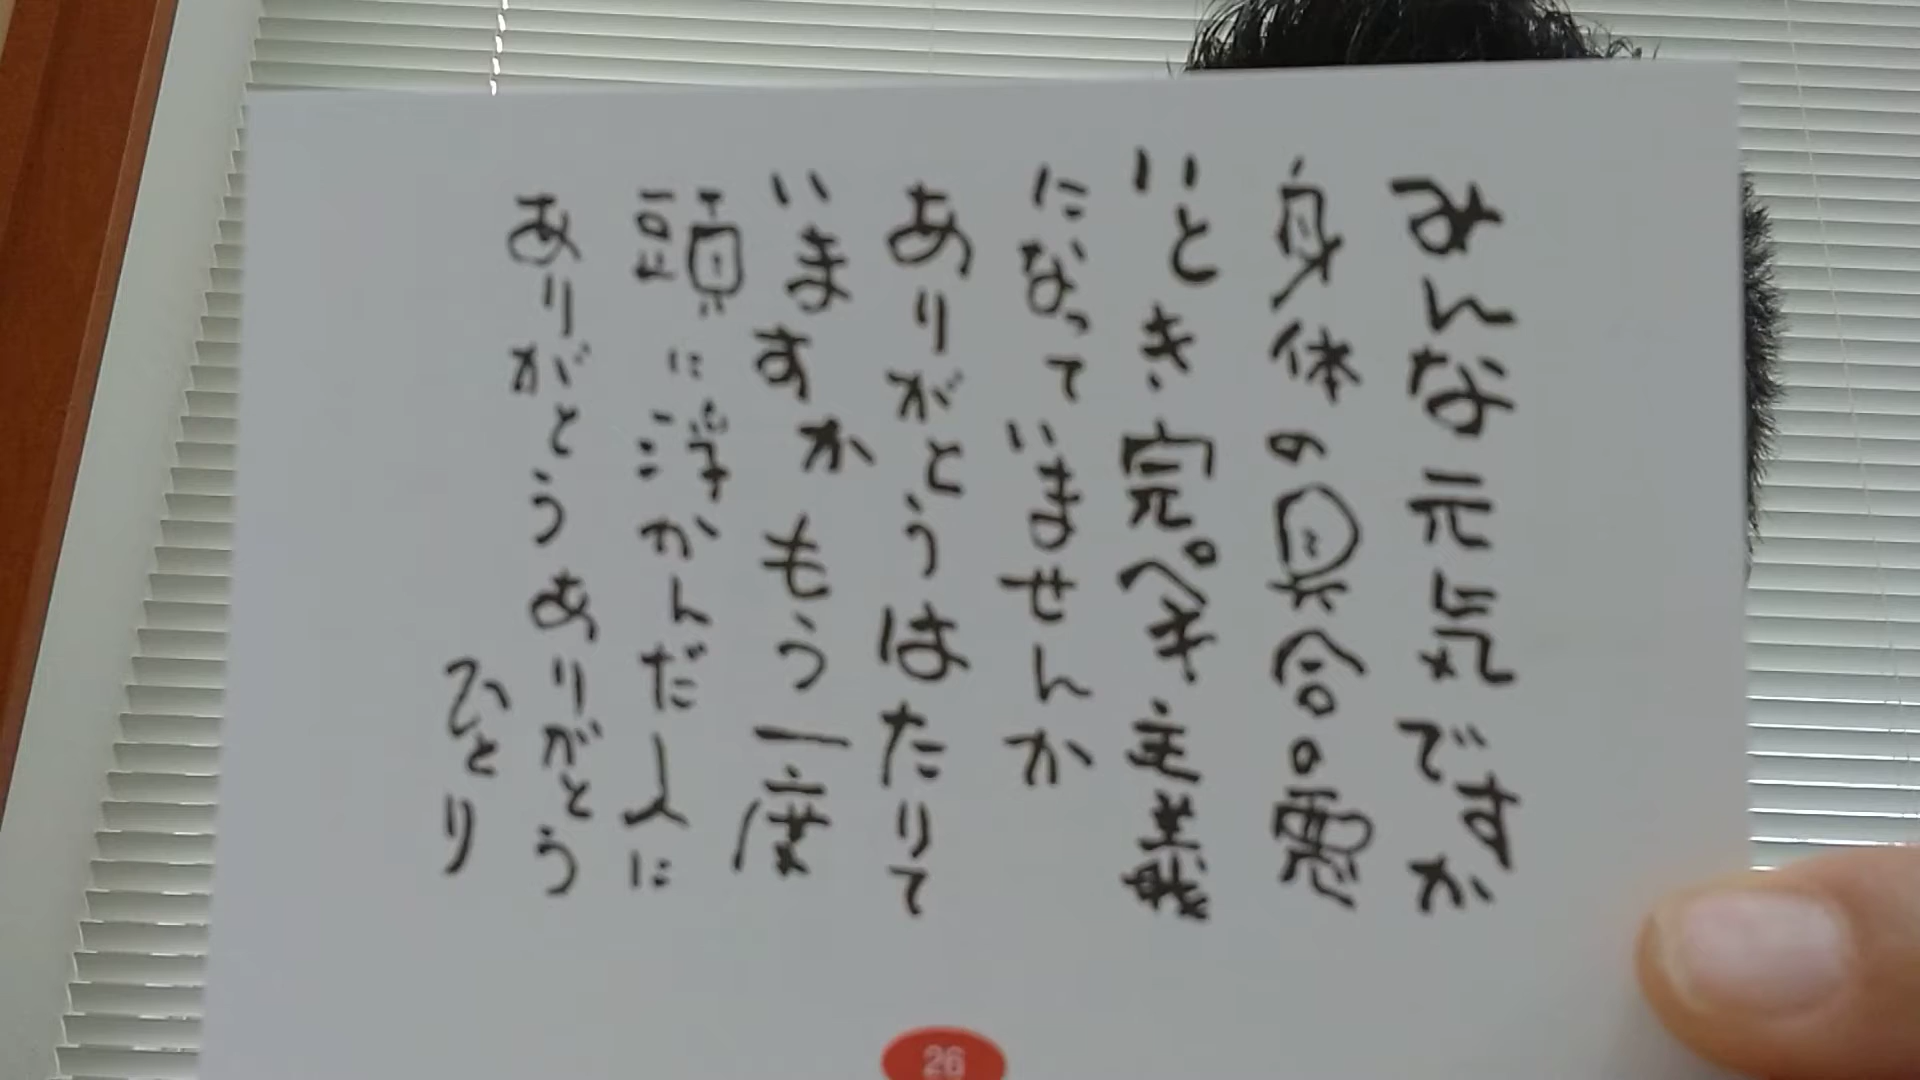 みんな元気ですか
身体の具合の悪
いとき完ぺき主義
になっていませんか
ありがとうはたりて
いますかもう一度
頭に浮かんだ人に
ありがとうありがとう
ひとり
26